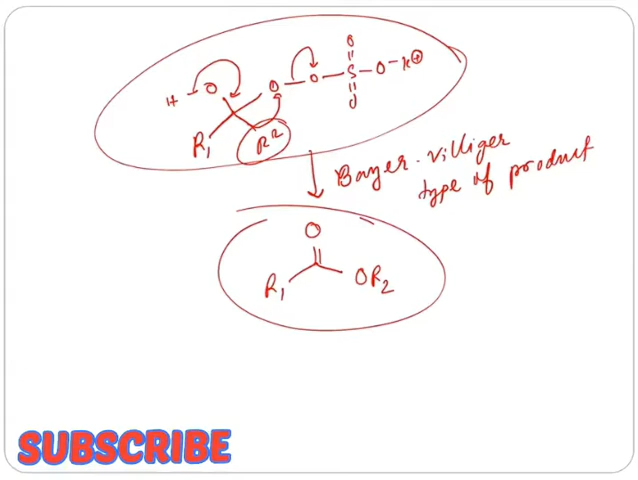 O
H O O - O - S - O - K⊕
O
R1 R2
Bayer-villiger
type of product
O
R1 OR2
SUBSCRIBE